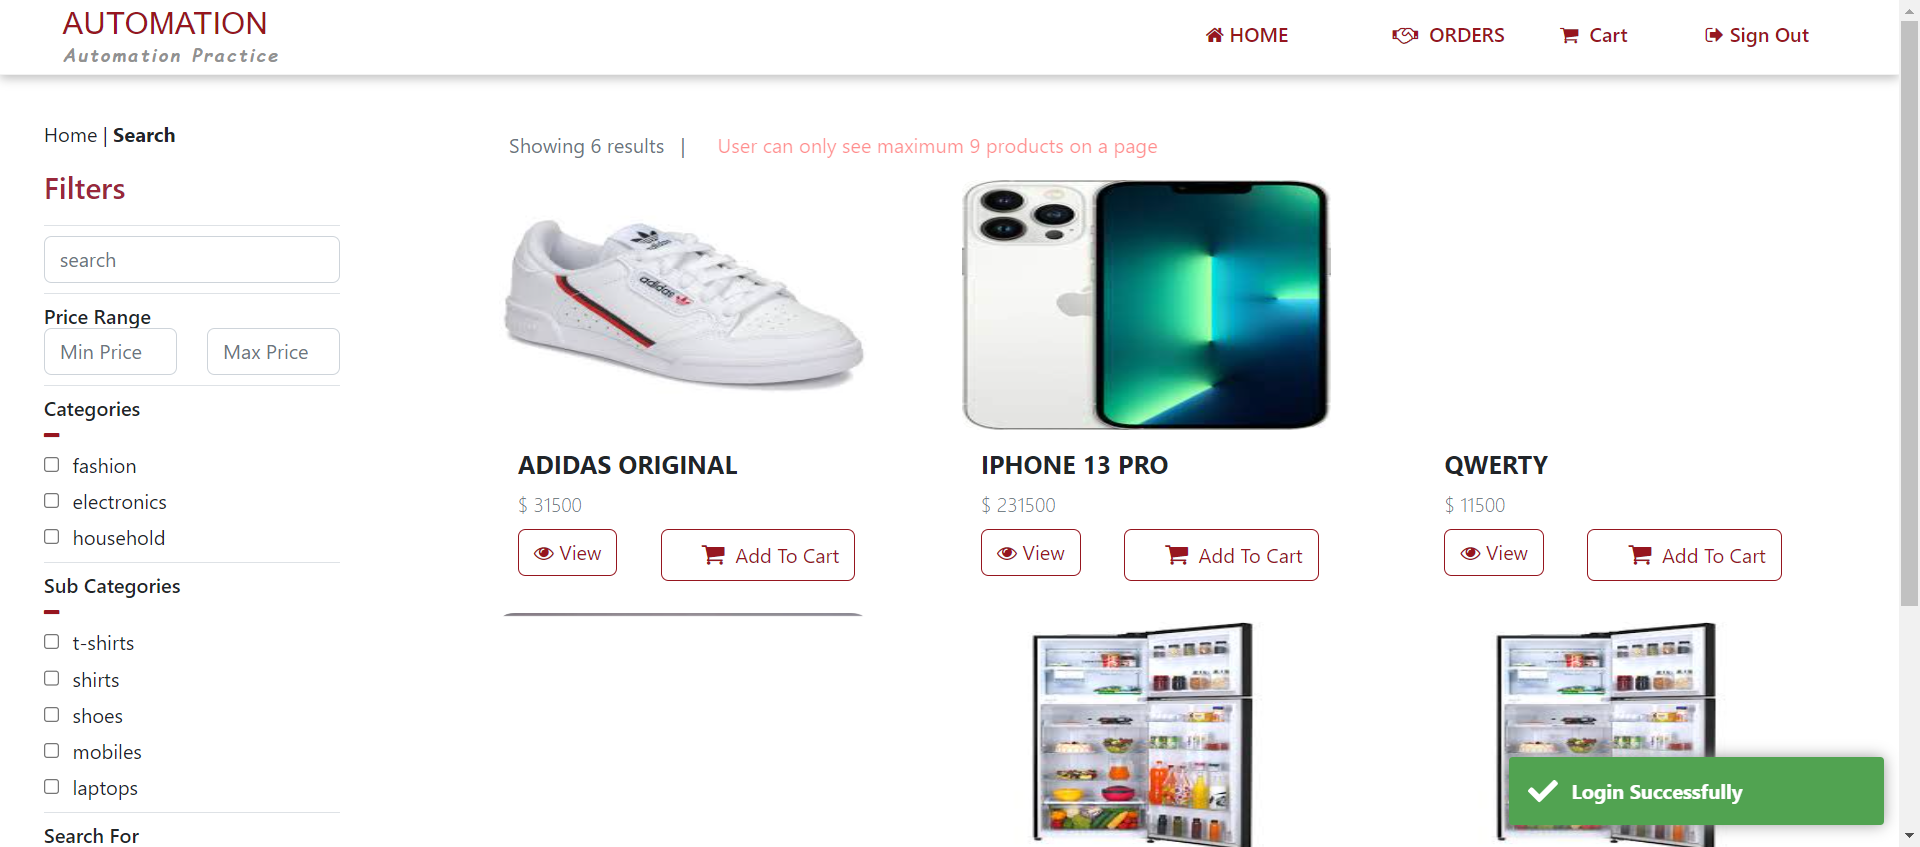 AUTOMATION
Automation Practice
HOME
ORDERS
Cart
Sign Out
Home | Search
Filters
search
Price Range
Min Price
Max Price
Categories
fashion
electronics
household
Sub Categories
t-shirts
shirts
shoes
mobiles
laptops
Search For
Showing 6 results | User can only see maximum 9 products on a page
adidas
adidas
ADIDAS ORIGINAL
$ 31500
View
Add To Cart
IPHONE 13 PRO
$ 231500
View
Add To Cart
QWERTY
$ 11500
View
Add To Cart
Login Successfully